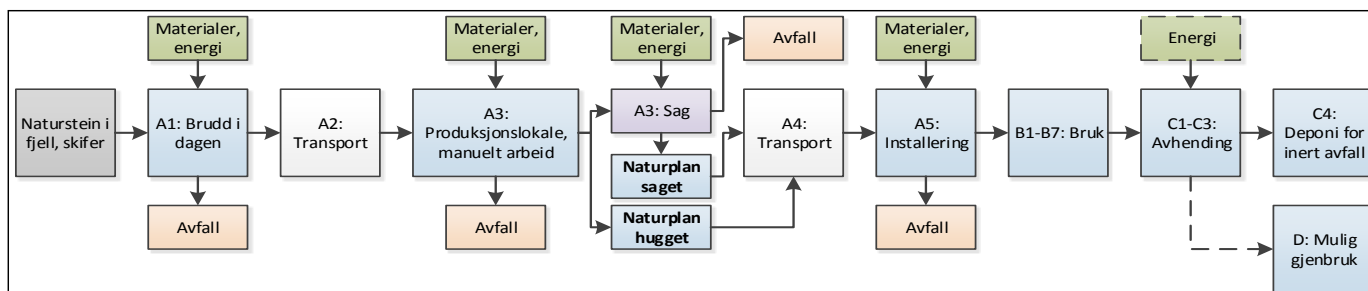 Materialer,
energi
Materialer,
energi
Materialer,
energi
Avfall
Materialer,
energi
Energi
Naturstein i
fjell, skifer
A1: Brudd i
dagen
A2:
Transport
A3:
Produksjonslokale,
manuelt arbeid
A3: Sag
Naturplan
saget
Naturplan
hugget
A4:
Transport
A5:
Installering
B1-B7: Bruk
C1-C3:
Avhending
C4:
Deponi for
inert avfall
Avfall
Avfall
Avfall
D: Mulig
gjenbruk